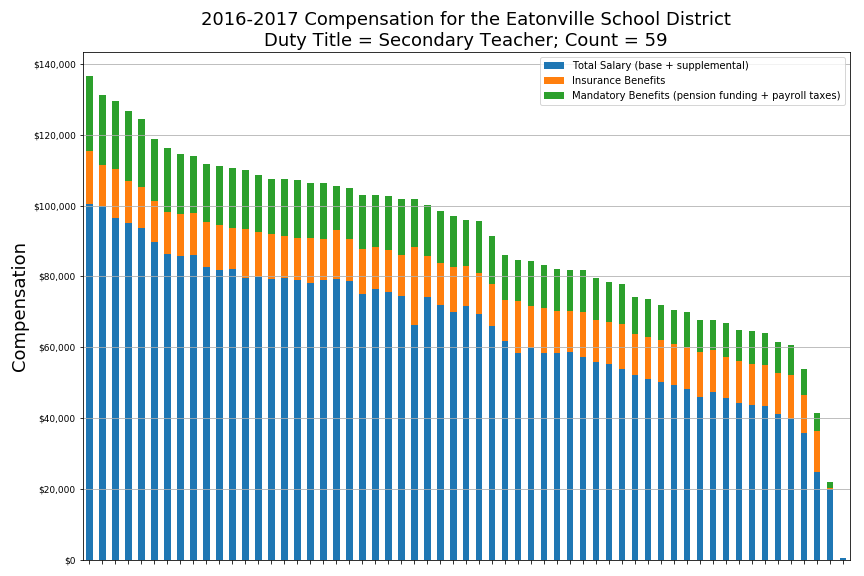 2016-2017 Compensation for the Eatonville School District
Duty Title = Secondary Teacher; Count = 59
Total Salary (base + supplemental)
Insurance Benefits
Mandatory Benefits (pension funding + payroll taxes)
Compensation
$140,000
$120,000
$100,000
$80,000
$60,000
$40,000
$20,000
$0